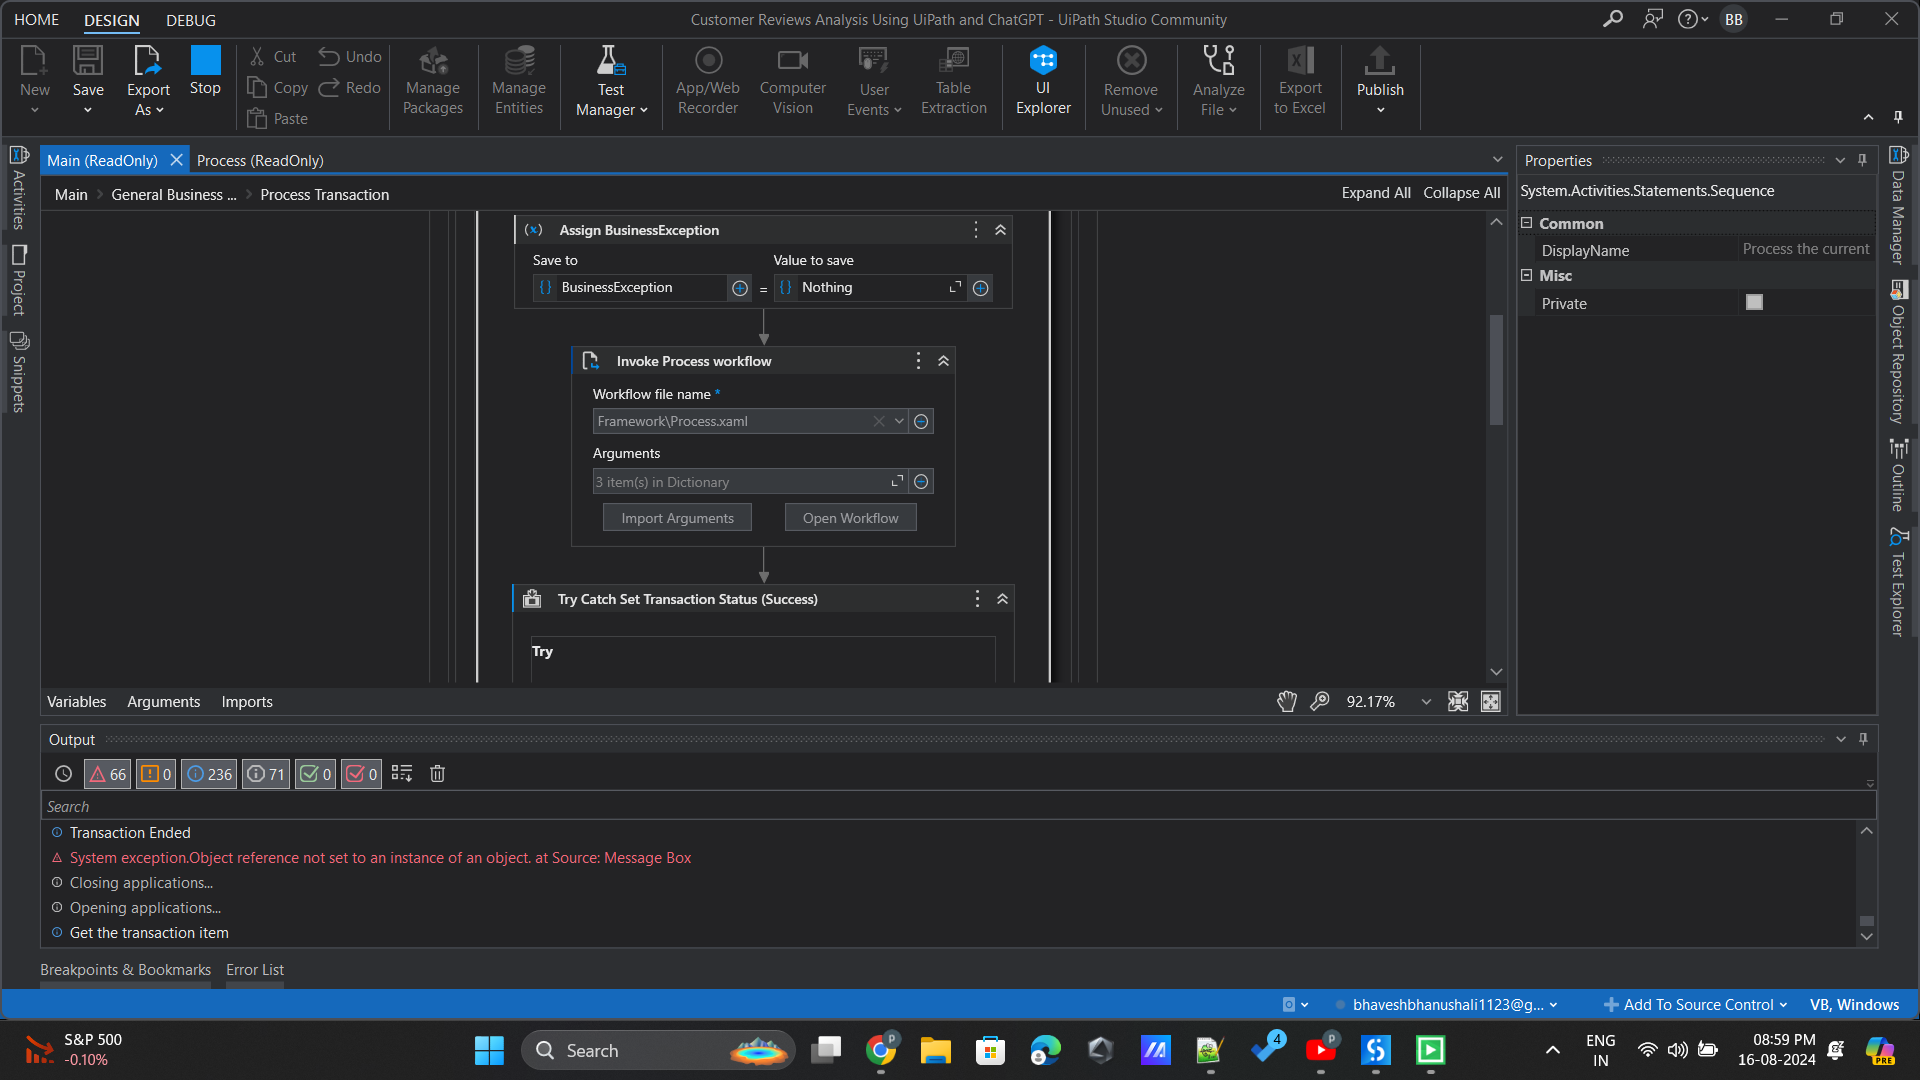 HOME DESIGN DEBUG Customer Reviews Analysis Using UiPath and ChatGPT - UiPath Studio Community BB
New Save Export As Stop Cut Copy Paste Undo Redo Manage Packages Manage Entities Test Manager App/Web Recorder Computer Vision User Events Table Extraction UI Explorer Remove Unused Analyze File Export to Excel Publish
Main (ReadOnly) Process (ReadOnly)
Main General Business ... Process Transaction Expand All Collapse All
Activities
Project
Snippets
Assign BusinessException
Save to Value to save
BusinessException = Nothing
Invoke Process workflow
Workflow file name *
Framework\Process.xaml
Arguments
3 item(s) in Dictionary
Import Arguments Open Workflow
Try Catch Set Transaction Status (Success)
Try
Variables Arguments Imports 92.17%
Properties
System.Activities.Statements.Sequence
Common
DisplayName Process the current
Misc
Private
Data Manager
Object Repository
Outline
Test Explorer
Output
66 0 236 71 0 0
Search
Transaction Ended
System exception.Object reference not set to an instance of an object. at Source: Message Box
Closing applications...
Opening applications...
Get the transaction item
Breakpoints & Bookmarks Error List
bhaveshbhanushali1123@g... Add To Source Control VB, Windows
S&P 500
-0.10%
Search
P
4
P
ENG
IN
08:59 PM
16-08-2024
PRE